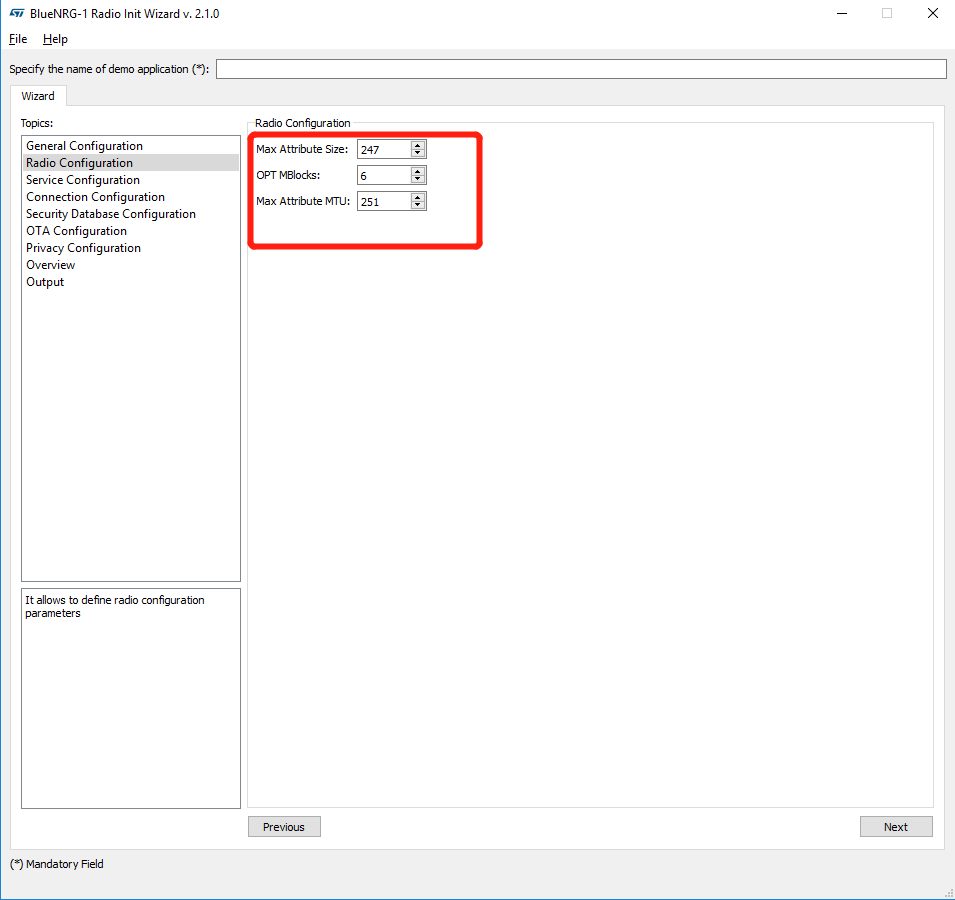 BlueNRG-1 Radio Init Wizard v. 2.1.0
File Help
Specify the name of demo application (*):
Wizard
Topics:
General Configuration
Radio Configuration
Service Configuration
Connection Configuration
Security Database Configuration
OTA Configuration
Privacy Configuration
Overview
Output
It allows to define radio configuration
parameters
Radio Configuration
Max Attribute Size: 247
OPT MBlocks: 6
Max Attribute MTU: 251
Previous Next
(*) Mandatory Field